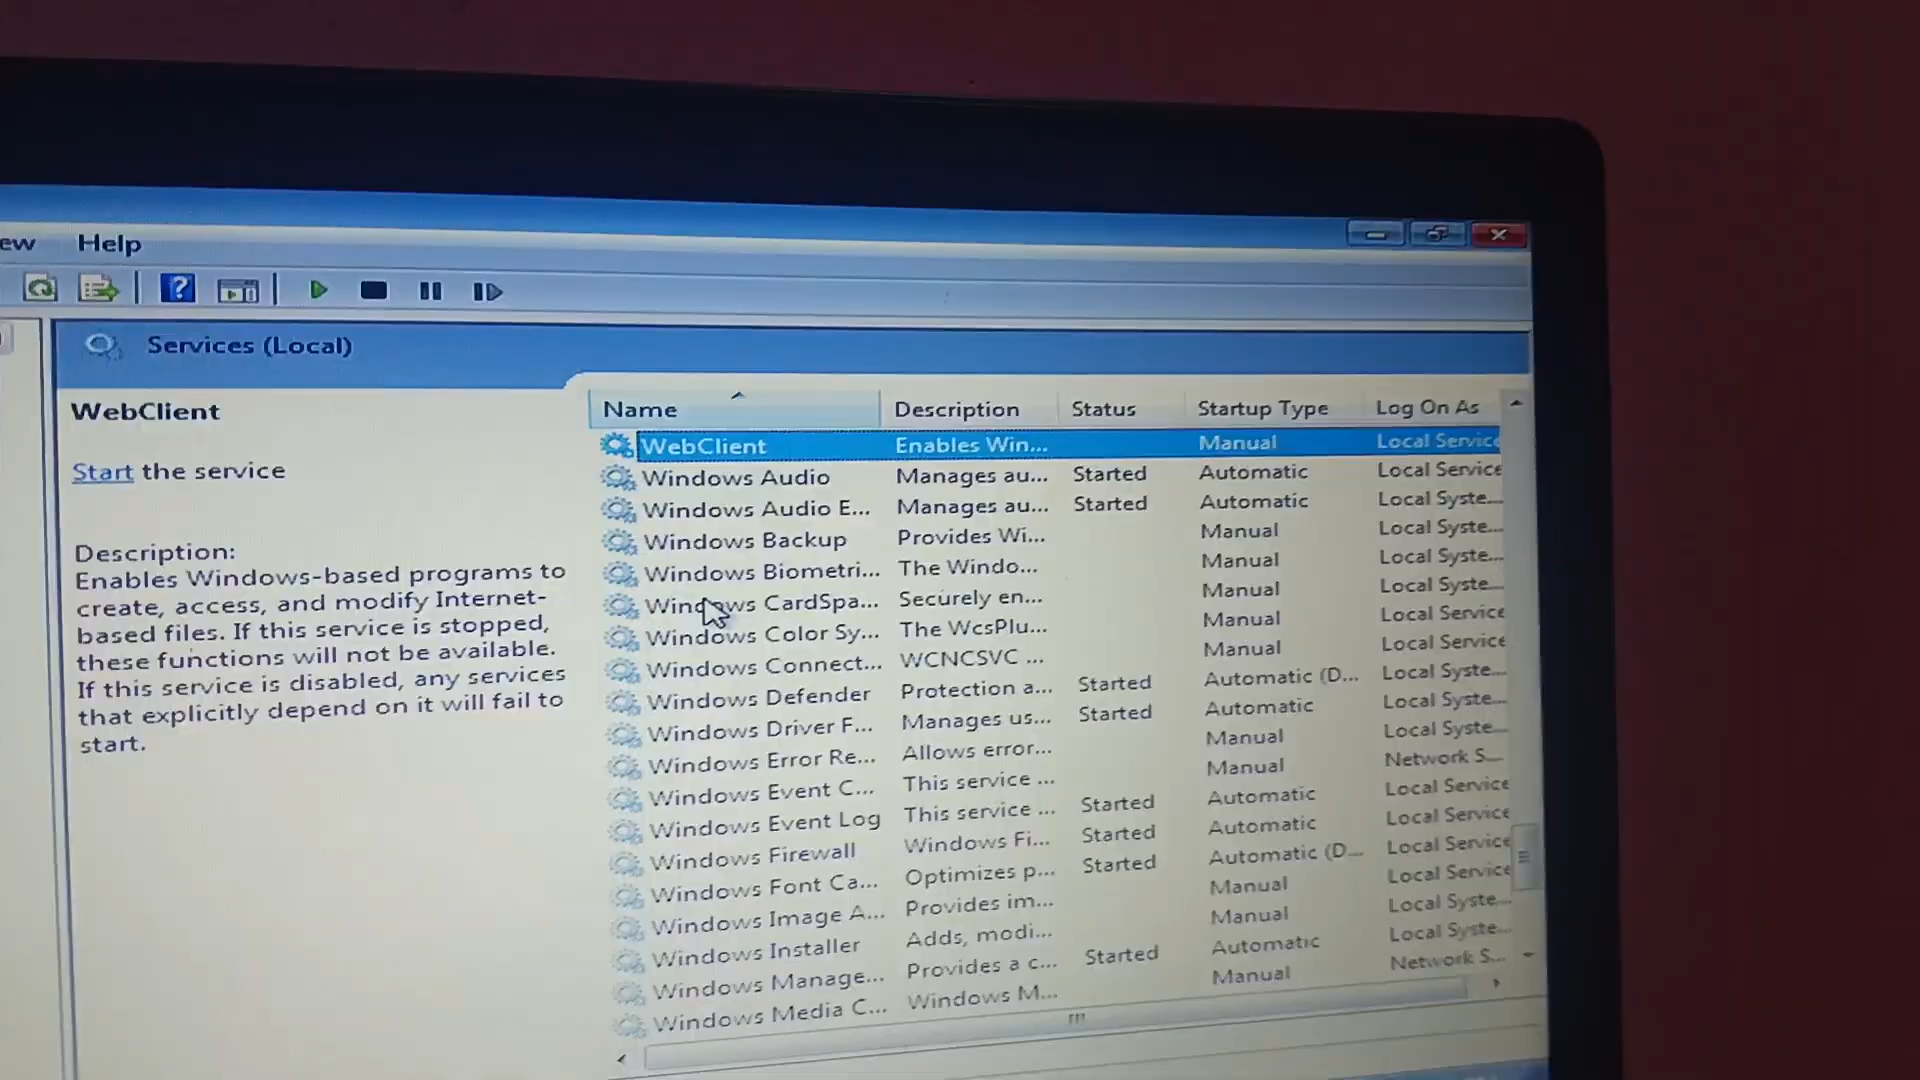 ew Help
Services (Local)
WebClient
Start the service
Description:
Enables Windows-based programs to
create, access, and modify Internet-
based files. If this service is stopped,
these functions will not be available.
If this service is disabled, any services
that explicitly depend on it will fail to
start.
Name Description Status Startup Type Log On As
WebClient Enables Win... Manual Local Service
Windows Audio Manages au... Started Automatic Local Service
Windows Audio E... Manages au... Started Automatic Local Syste...
Windows Backup Provides Wi... Manual Local Syste...
Windows Biometri... The Windo... Manual Local Syste...
Windows CardSpa... Securely en... Manual Local Syste...
Windows Color Sy... The WcsPlu... Manual Local Service
Windows Connect... WCNCSVC ... Manual Local Service
Windows Defender Protection a... Started Automatic (D... Local Syste...
Windows Driver F... Manages us... Started Automatic Local Syste...
Windows Error Re... Allows error... Manual Local Syste...
Windows Event C... This service ... Manual Network S...
Windows Event Log This service ... Started Automatic Local Service
Windows Firewall Windows Fi... Started Automatic Local Service
Windows Font Ca... Optimizes p... Started Automatic (D... Local Service
Windows Image A... Provides im... Manual Local Service
Windows Installer Adds, modi... Manual Local Syste...
Windows Manage... Provides a c... Started Automatic Local Syste...
Windows Media C... Windows M... Manual Network S...